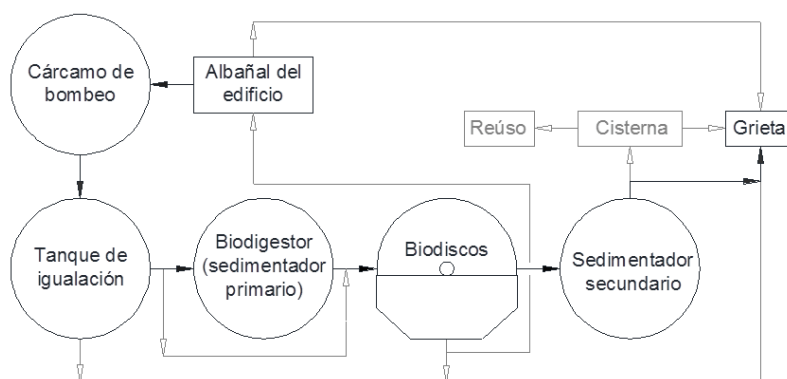 Cárcamo de
bombeo
Albañal del
edificio
Reúso
Cisterna
Grieta
Tanque de
igualación
Biodigestor
(sedimentador
primario)
Biodiscos
Sedimentador
secundario